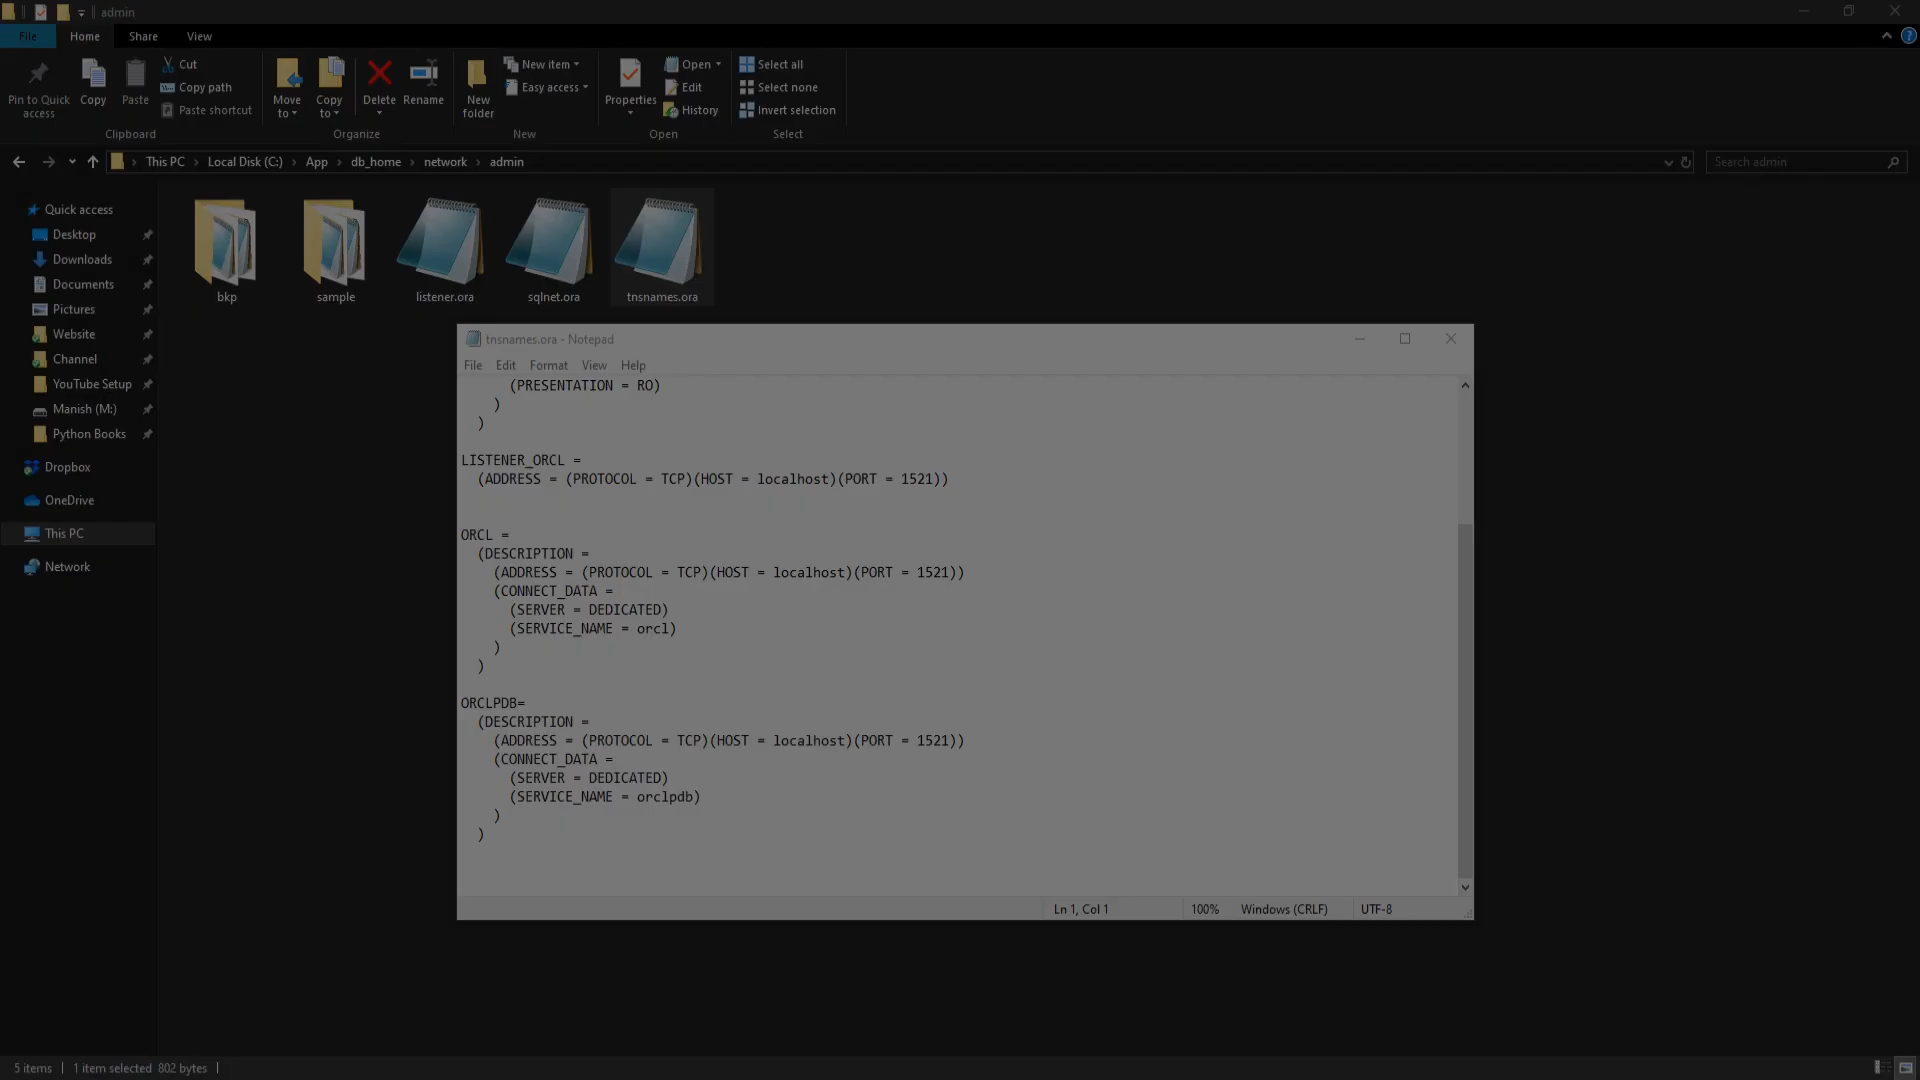 admin
File Home Share View
Pin to Quick access
Copy
Paste
Cut
Copy path
Paste shortcut
Clipboard
Move to
Copy to
Delete
Rename
Organize
New folder
New item
Easy access
New
Properties
Open
Edit
History
Open
Select all
Select none
Invert selection
Select
This PC > Local Disk (C:) > App > db_home > network > admin
Search admin
Quick access
Desktop
Downloads
Documents
Pictures
Website
Channel
YouTube Setup
Manish (M:)
Python Books
Dropbox
OneDrive
This PC
Network
bkp
sample
listener.ora
sqlnet.ora
tnsnames.ora
tnsnames.ora - Notepad
File Edit Format View Help
(PRESENTATION = RO)
)
)
LISTENER_ORCL =
(ADDRESS = (PROTOCOL = TCP)(HOST = localhost)(PORT = 1521))
ORCL =
(DESCRIPTION =
(ADDRESS = (PROTOCOL = TCP)(HOST = localhost)(PORT = 1521))
(CONNECT_DATA =
(SERVER = DEDICATED)
(SERVICE_NAME = orcl)
)
)
ORCLPDB=
(DESCRIPTION =
(ADDRESS = (PROTOCOL = TCP)(HOST = localhost)(PORT = 1521))
(CONNECT_DATA =
(SERVER = DEDICATED)
(SERVICE_NAME = orclpdb)
)
)
Ln 1, Col 1 100% Windows (CRLF) UTF-8
5 items 1 item selected 802 bytes